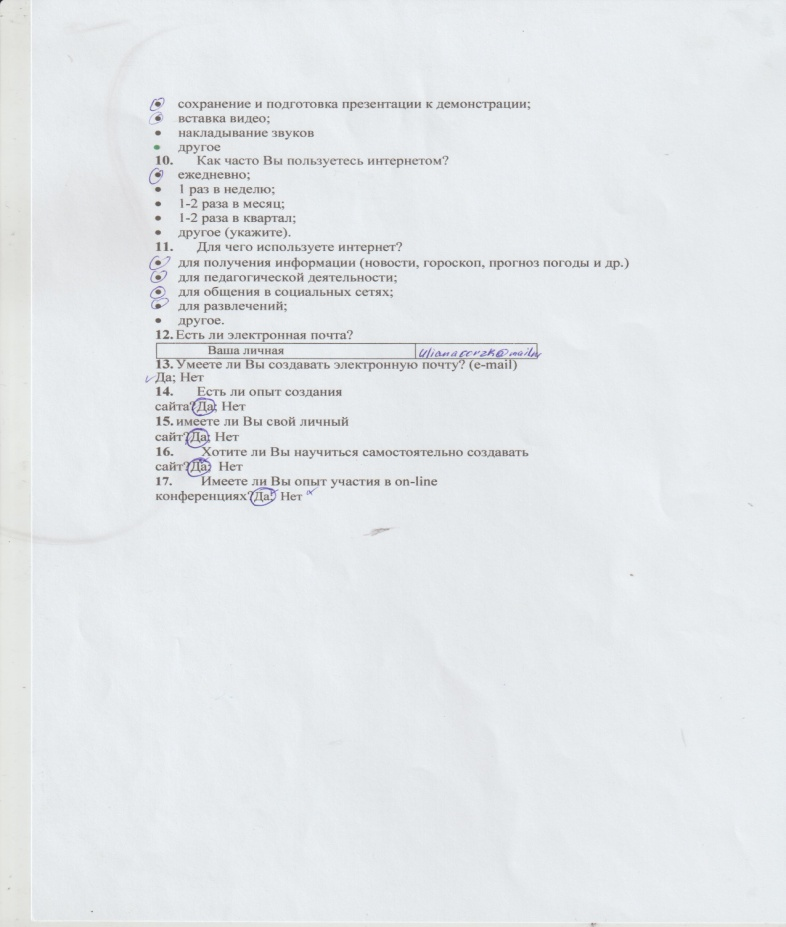 сохранение и подготовка презентации к демонстрации;
вставка видео;
накладывание звуков
другое
10. Как часто Вы пользуетесь интернетом?
ежедневно;
1 раз в неделю;
1-2 раза в месяц;
1-2 раза в квартал;
другое (укажите).
11. Для чего используете интернет?
для получения информации (новости, гороскоп, прогноз погоды и др.)
для педагогической деятельности;
для общения в социальных сетях;
для развлечений;
другое.
12. Есть ли электронная почта?
Ваша личная
13. Умеете ли Вы создавать электронную почту? (e-mail)
Да; Нет
14. Есть ли опыт создания
сайта? Да; Нет
15. имеете ли Вы свой личный
сайт? Да; Нет
16. Хотите ли Вы научиться самостоятельно создавать
сайт? Да; Нет
17. Имеете ли Вы опыт участия в on-line
конференциях? Да; Нет